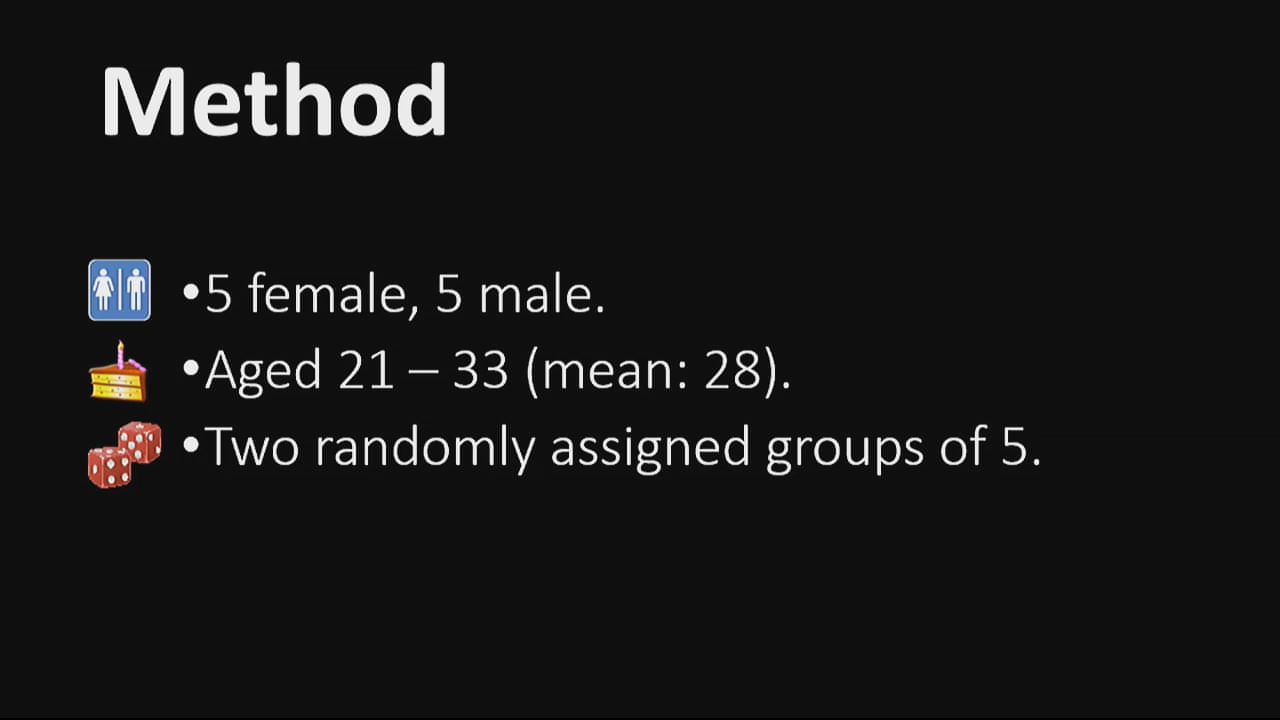 Method
•5 female, 5 male.
•Aged 21 – 33 (mean: 28).
•Two randomly assigned groups of 5.